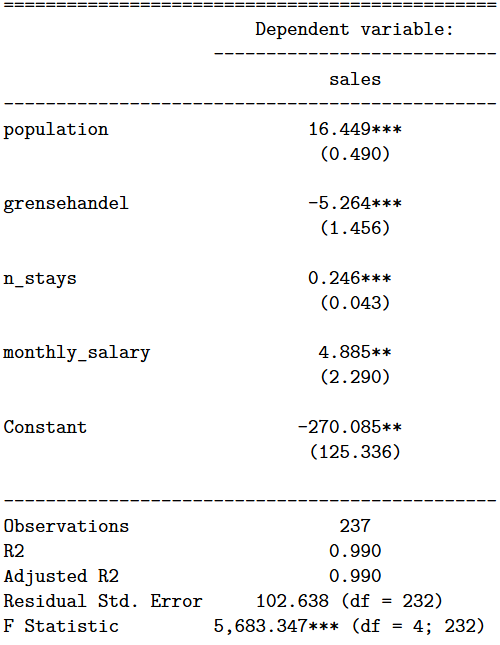 ===============================================
Dependent variable:
---------------------------
sales
-----------------------------------------------
population 16.449***
(0.490)
grensehandel -5.264***
(1.456)
n_stays 0.246***
(0.043)
monthly_salary 4.885**
(2.290)
Constant -270.085**
(125.336)
-----------------------------------------------
Observations 237
R2 0.990
Adjusted R2 0.990
Residual Std. Error 102.638 (df = 232)
F Statistic 5,683.347*** (df = 4; 232)